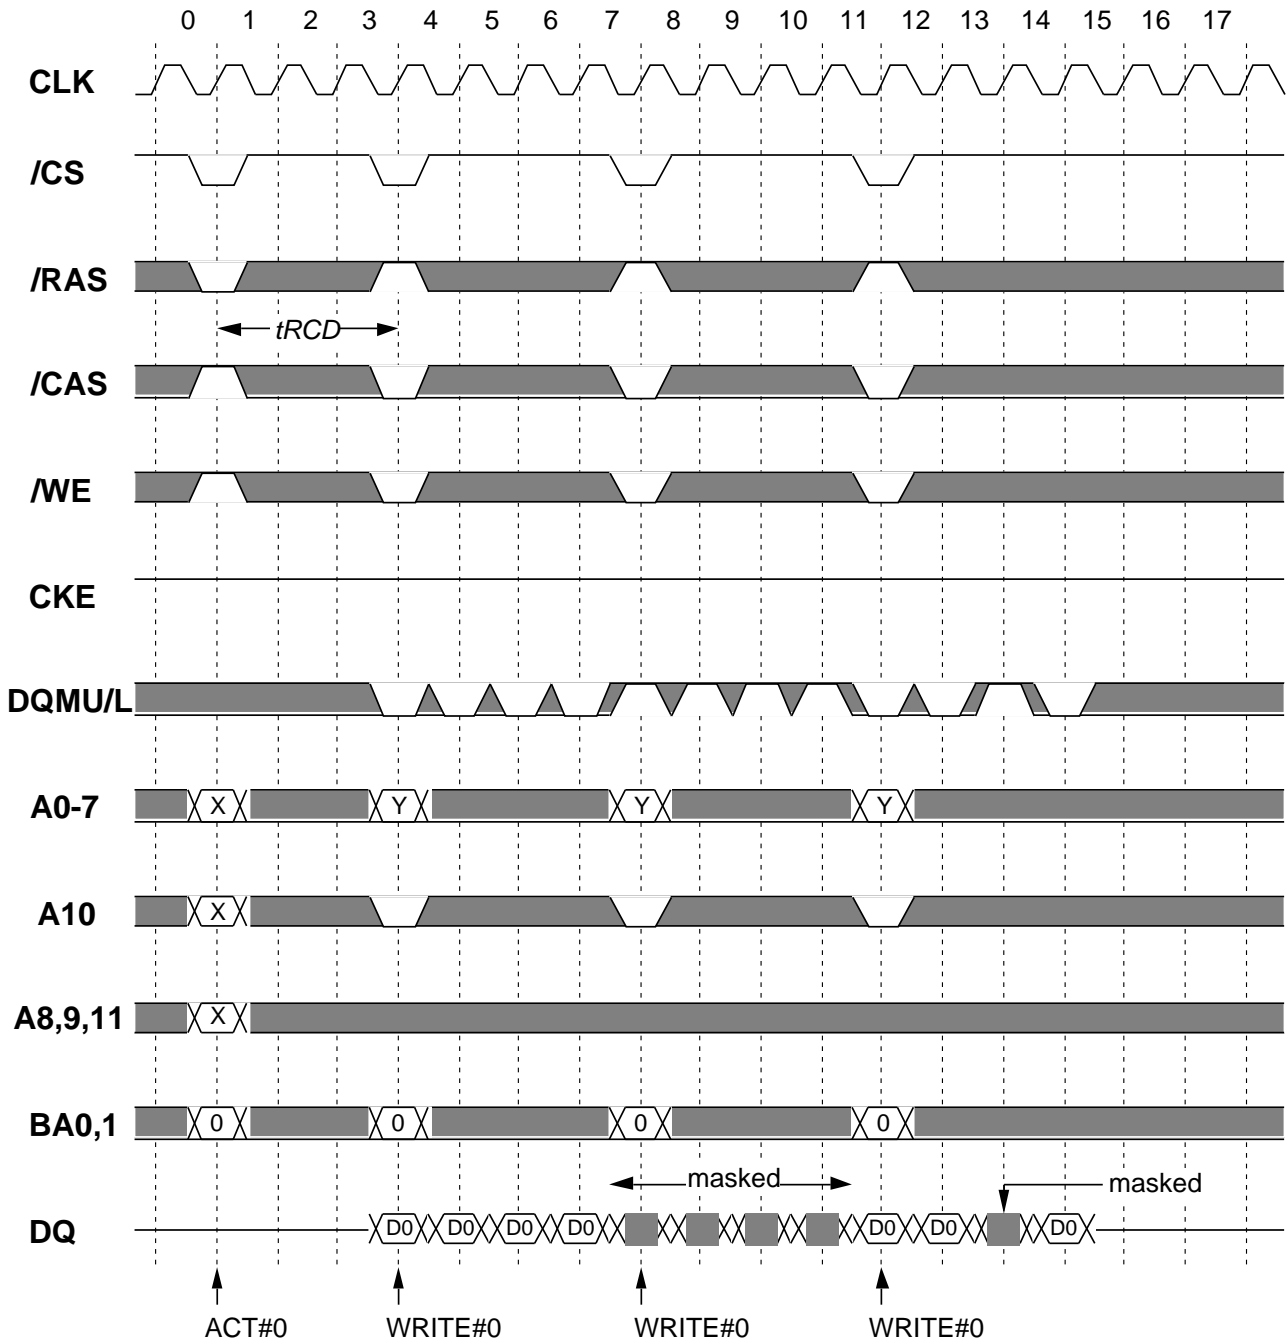 0 1 2 3 4 5 6 7 8 9 10 11 12 13 14 15 16 17
CLK
/CS
/RAS
tRCD
/CAS
/WE
CKE
DQMU/L
A0-7 X Y Y Y
A10 X
A8,9,11 X
BA0,1 0 0 0 0
masked masked
DQ D0 D0 D0 D0 D0 D0 D0
ACT#0 WRITE#0 WRITE#0 WRITE#0